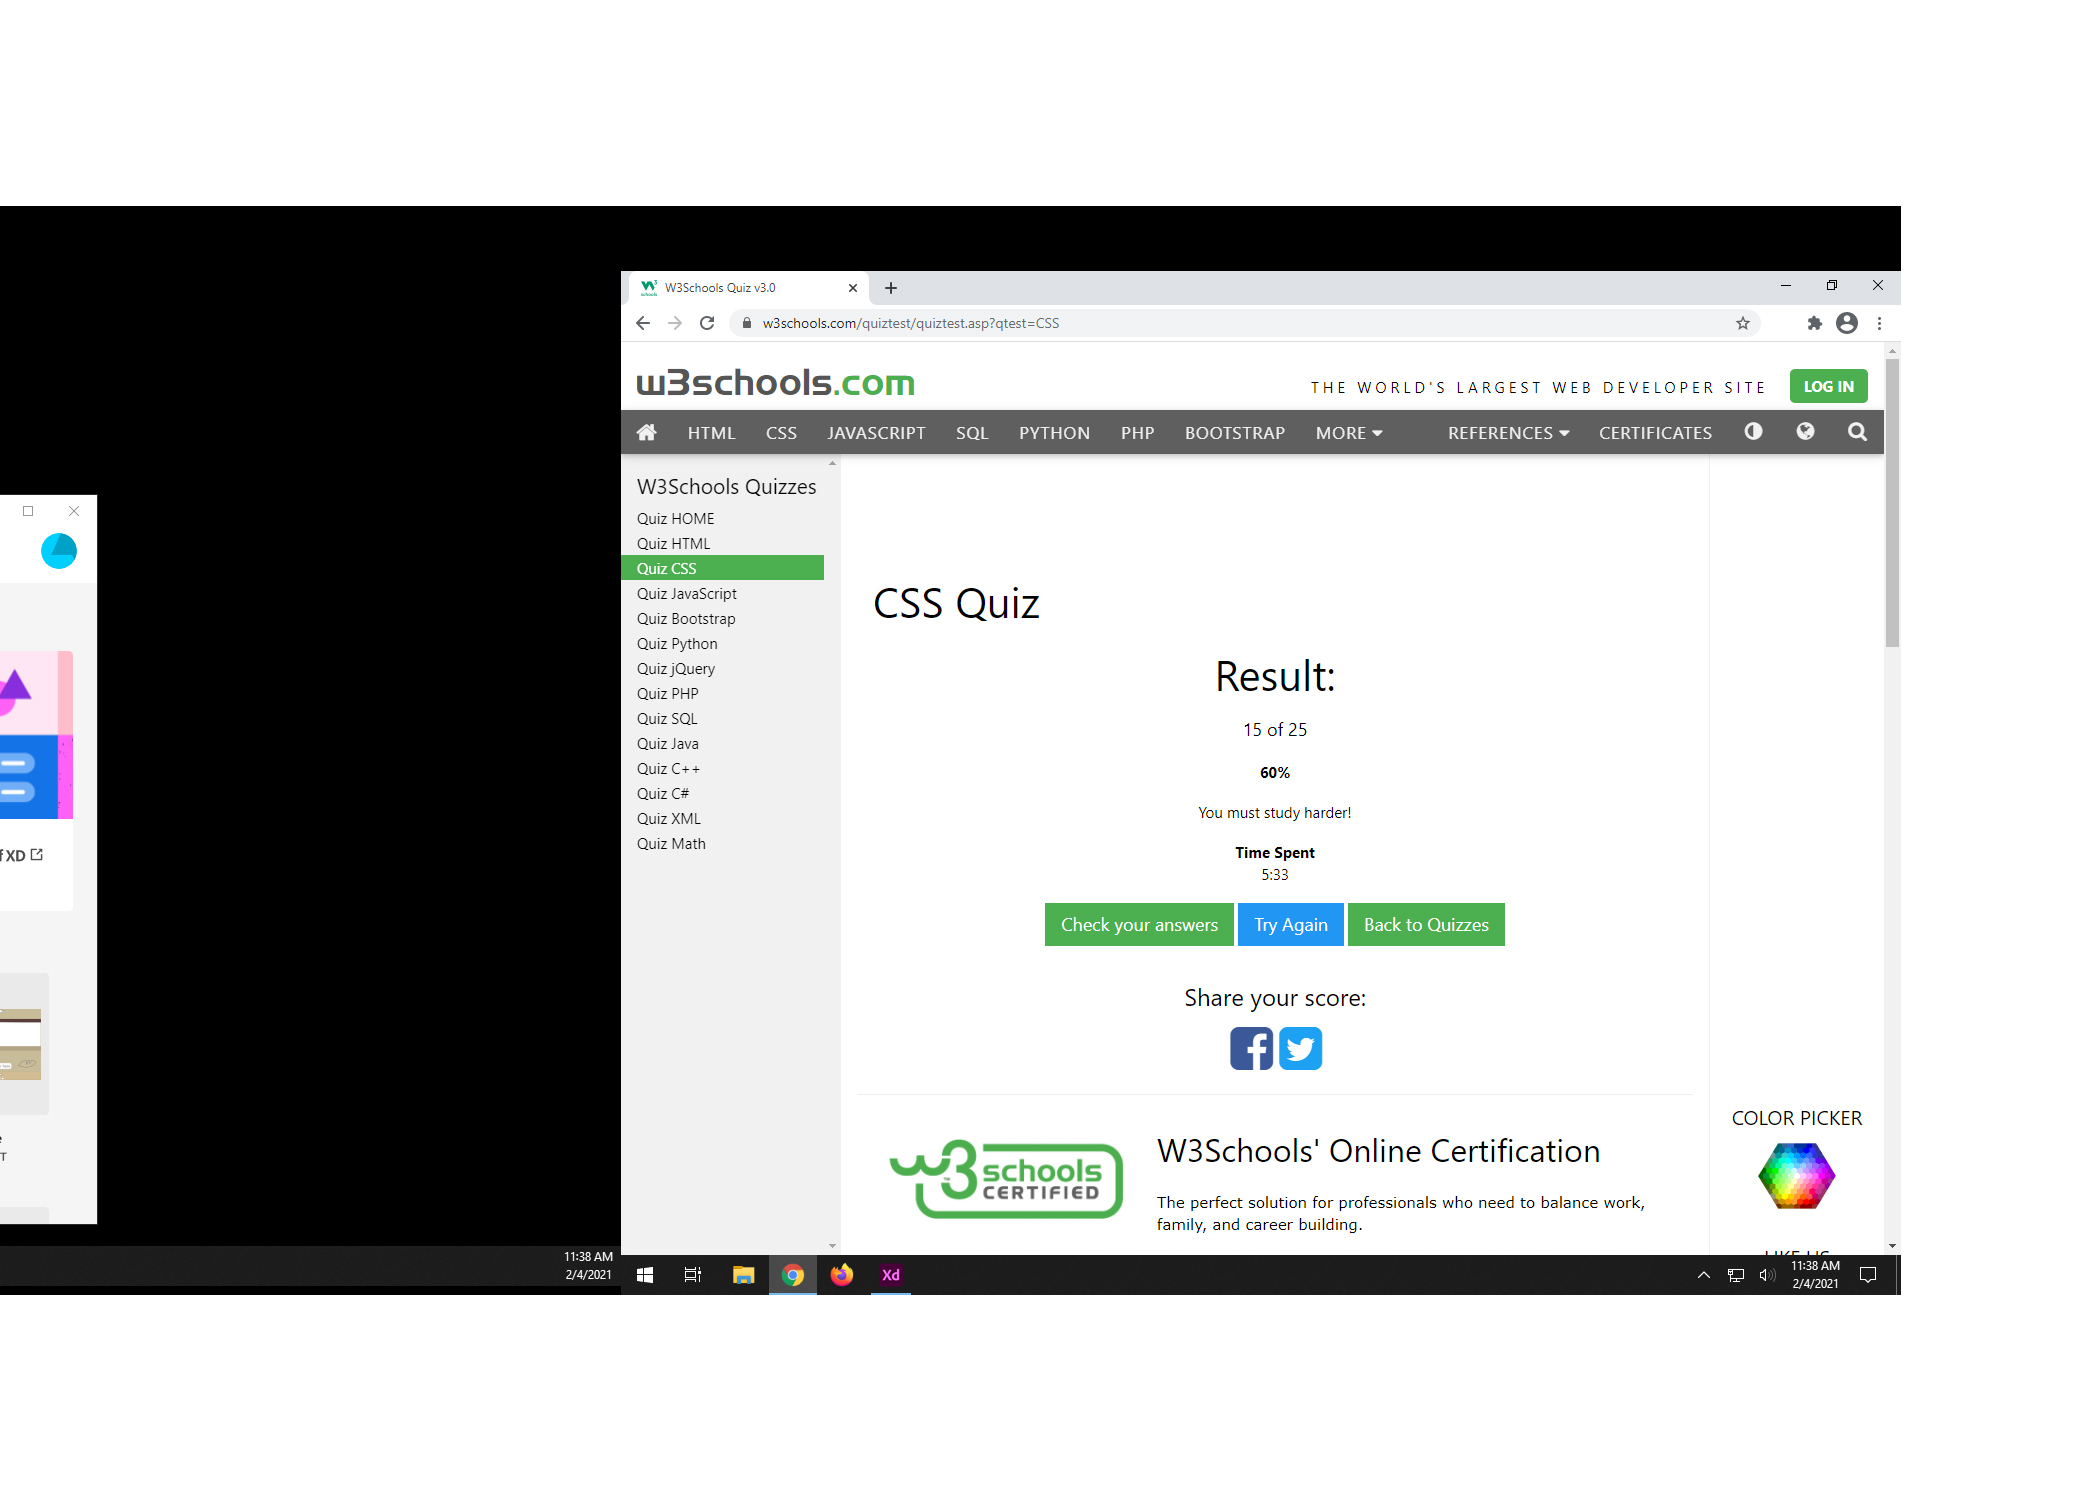 W3Schools Quiz v3.0
w3schools.com/quiztest/quiztest.asp?qtest=CSS
w3schools.com
THE WORLD'S LARGEST WEB DEVELOPER SITE
LOG IN
HTML CSS JAVASCRIPT SQL PYTHON PHP BOOTSTRAP MORE REFERENCES CERTIFICATES
W3Schools Quizzes
Quiz HOME
Quiz HTML
Quiz CSS
Quiz JavaScript
Quiz Bootstrap
Quiz Python
Quiz jQuery
Quiz PHP
Quiz SQL
Quiz Java
Quiz C++
Quiz C#
Quiz XML
Quiz Math
CSS Quiz
Result:
15 of 25
60%
You must study harder!
Time Spent
5:33
Check your answers Try Again Back to Quizzes
Share your score:
w3schools CERTIFIED
W3Schools' Online Certification
The perfect solution for professionals who need to balance work,
family, and career building.
COLOR PICKER
LIKE US
XD
11:38 AM
2/4/2021
Xd
11:38 AM
2/4/2021